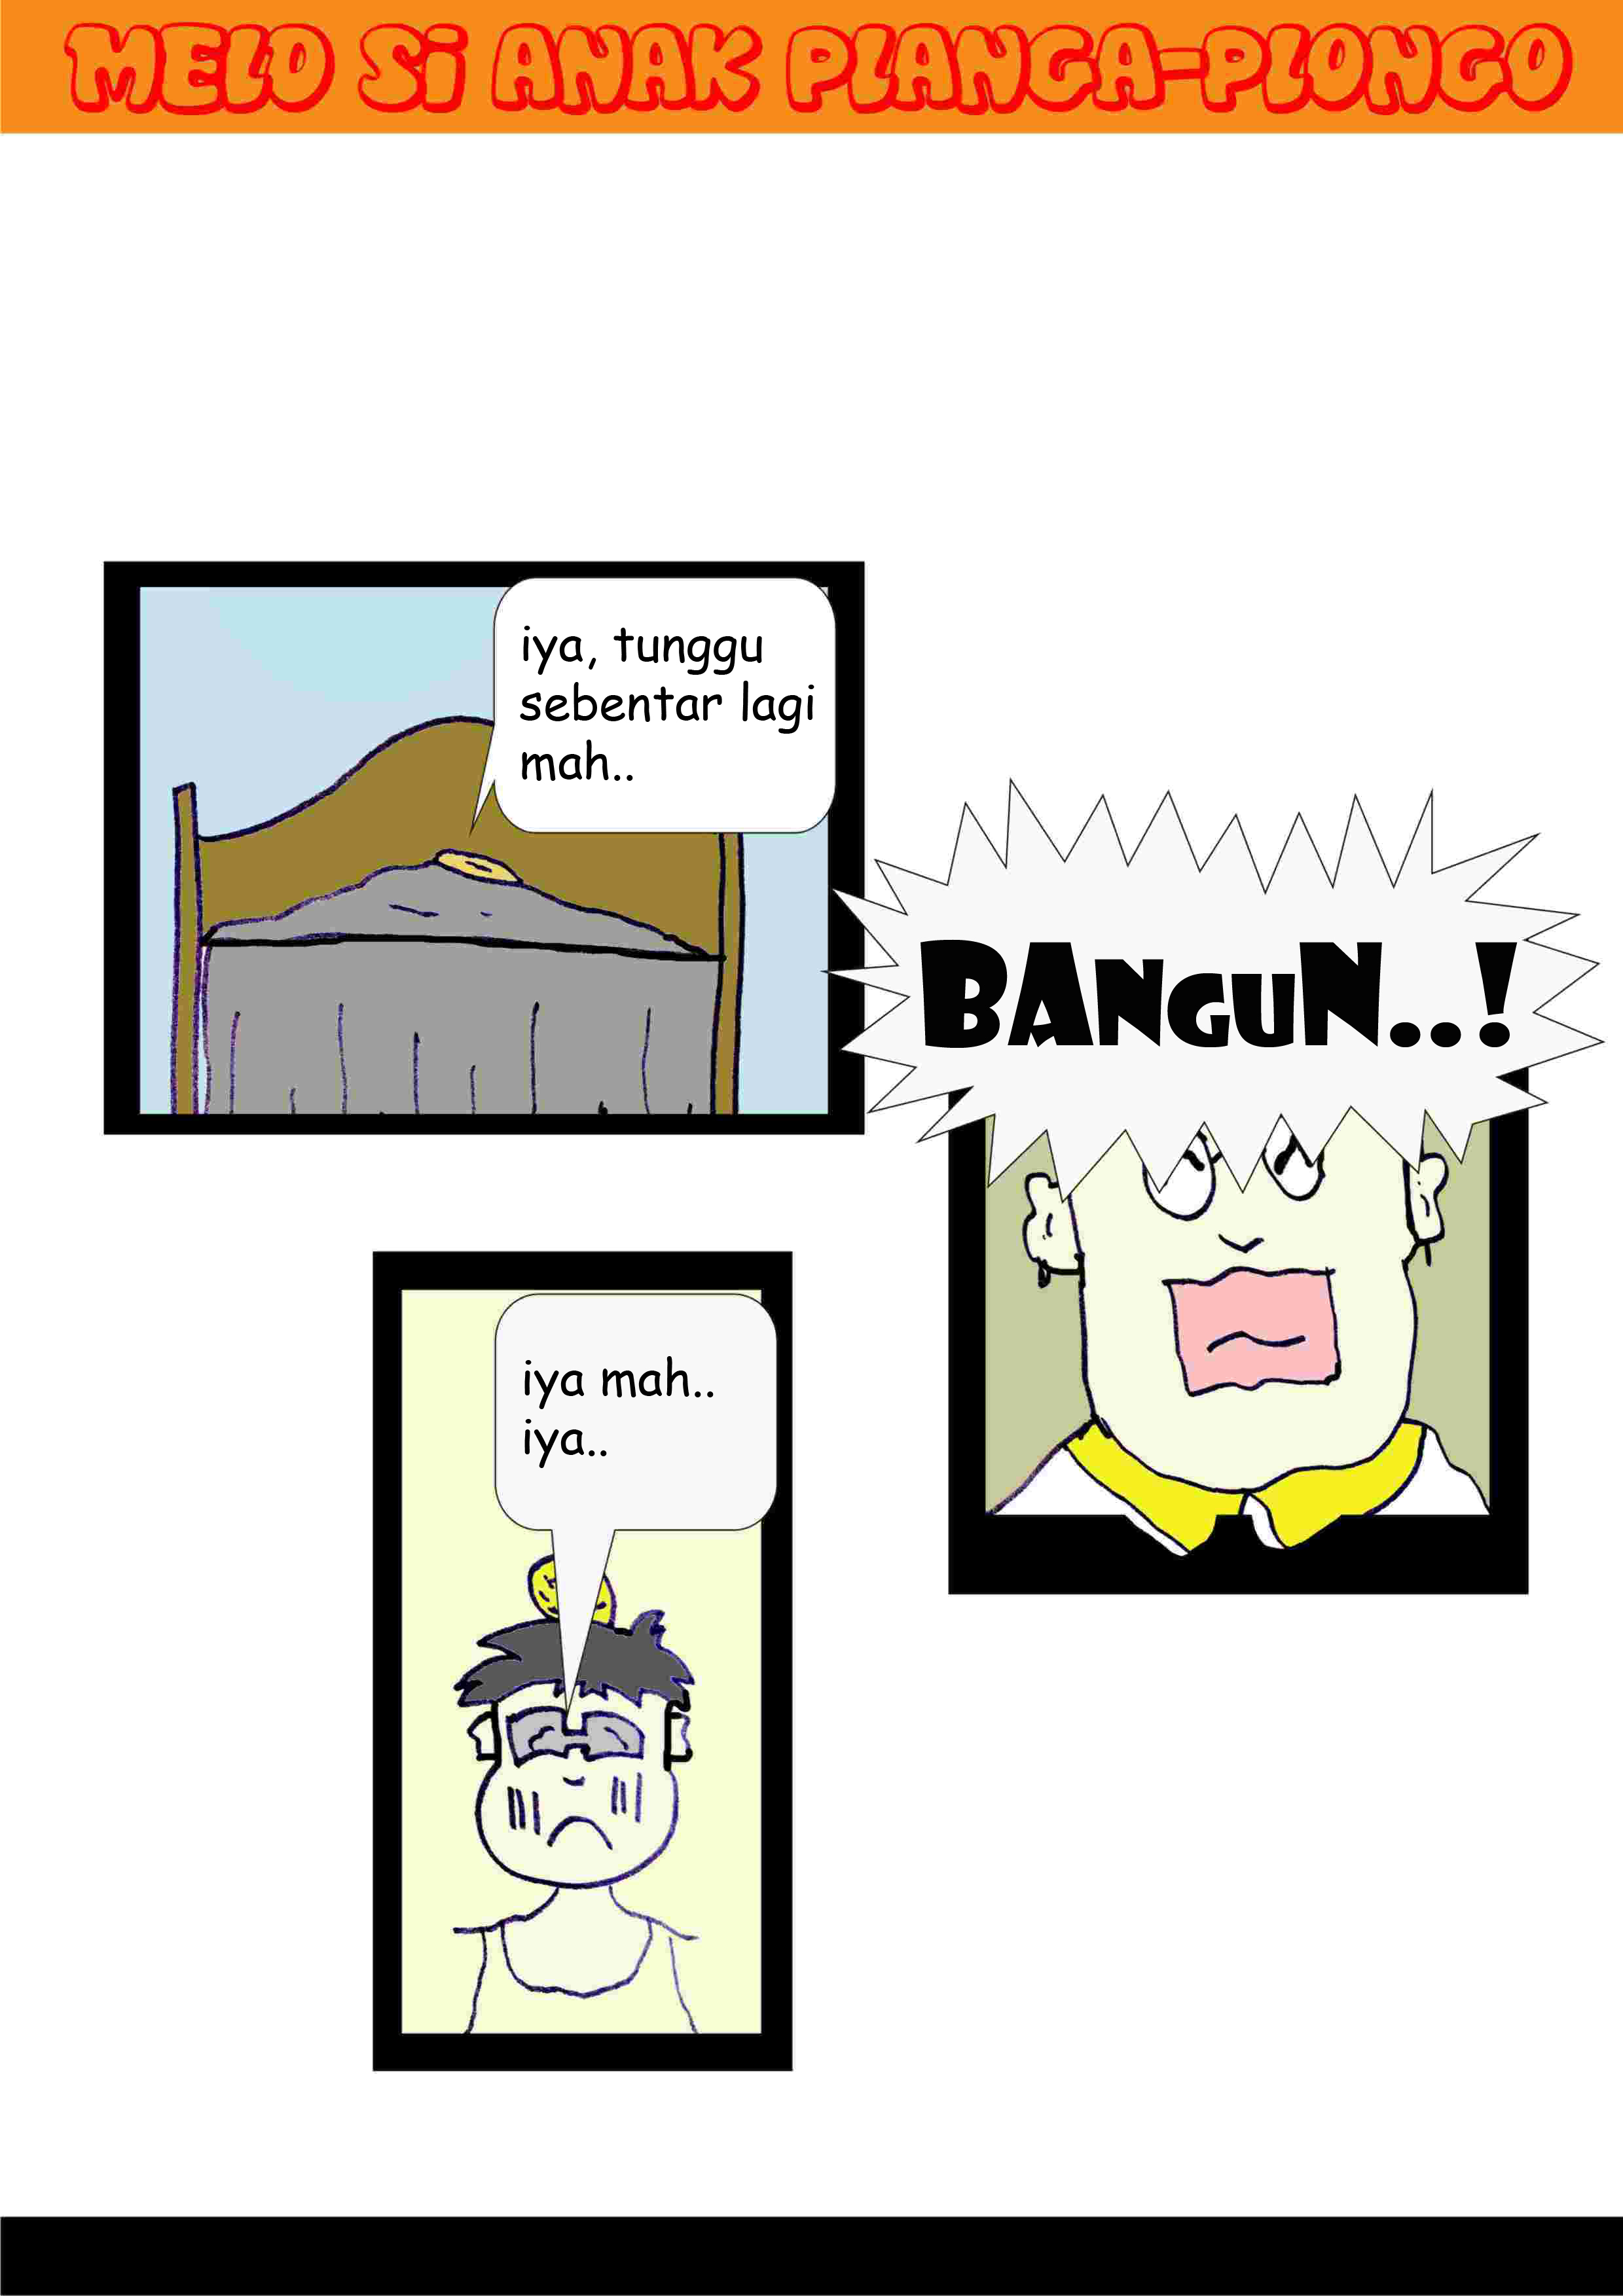 MELO Si ANAK PLANGA-PLONGO
iya, tunggu
sebentar lagi
mah..
BANGUN..!
iya mah..
iya..